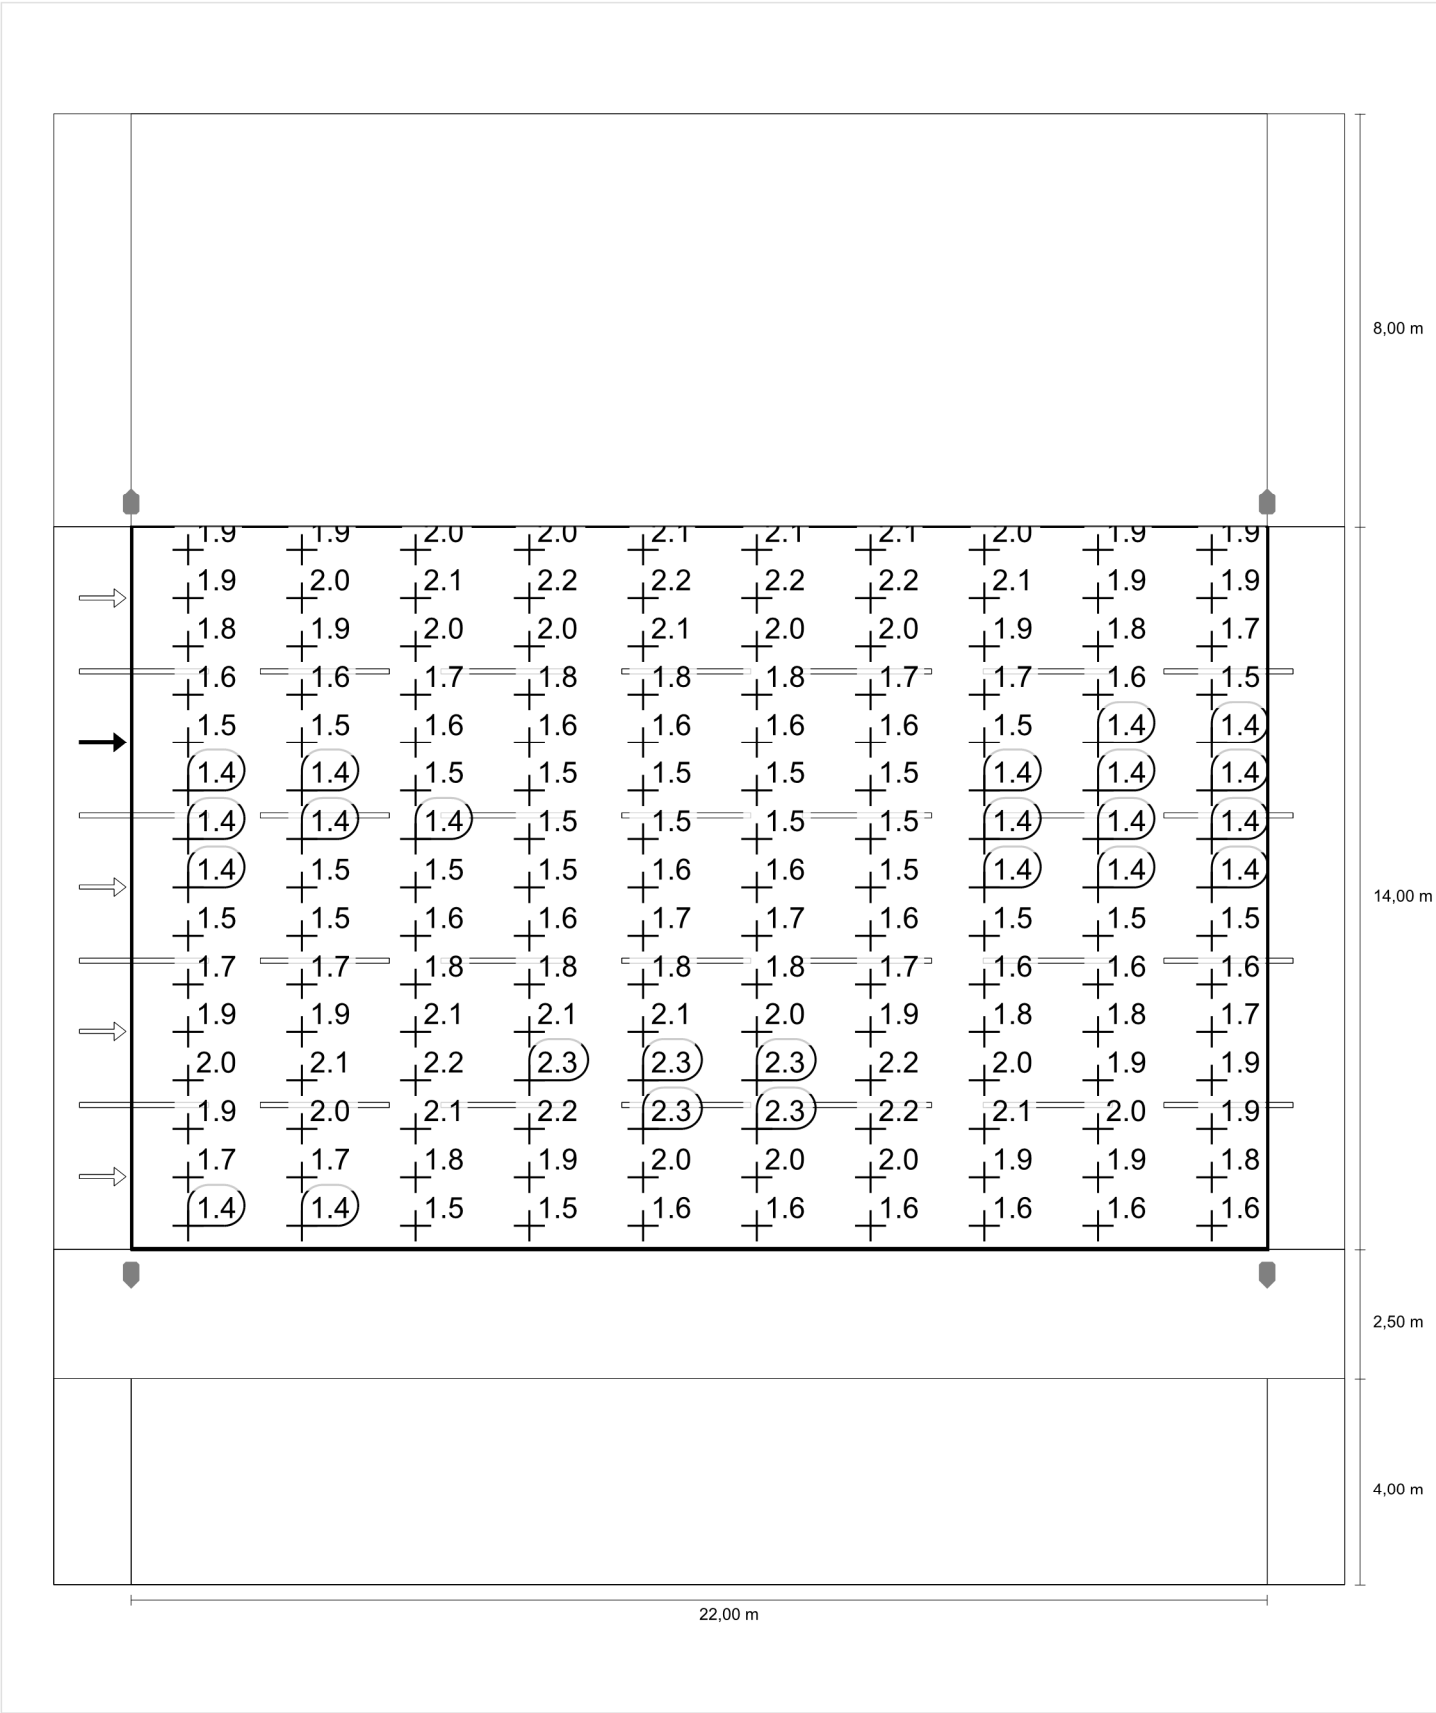 8,00 m
1.9 1.9 2.0 2.0 2.1 2.1 2.1 2.0 1.9 1.9
1.9 2.0 2.1 2.2 2.2 2.2 2.2 2.1 1.9 1.9
1.8 1.9 2.0 2.0 2.1 2.0 2.0 1.9 1.8 1.7
1.6 1.6 1.7 1.8 1.8 1.8 1.7 1.7 1.6 1.5
1.5 1.5 1.6 1.6 1.6 1.6 1.6 1.5 1.4 1.4
1.4 1.4 1.5 1.5 1.5 1.5 1.5 1.4 1.4 1.4
1.4 1.4 1.4 1.5 1.5 1.5 1.5 1.4 1.4 1.4
1.4 1.5 1.5 1.5 1.6 1.6 1.5 1.4 1.4 1.4
14,00 m
1.5 1.5 1.6 1.6 1.7 1.7 1.6 1.5 1.5 1.5
1.7 1.7 1.8 1.8 1.8 1.8 1.7 1.6 1.6 1.6
1.9 1.9 2.1 2.1 2.1 2.0 1.9 1.8 1.8 1.7
2.0 2.1 2.2 2.3 2.3 2.3 2.2 2.0 1.9 1.9
1.9 2.0 2.1 2.2 2.3 2.3 2.2 2.1 2.0 1.9
1.7 1.7 1.8 1.9 2.0 2.0 2.0 1.9 1.9 1.8
1.4 1.4 1.5 1.5 1.6 1.6 1.6 1.6 1.6 1.6
2,50 m
4,00 m
22,00 m